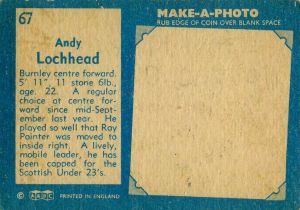 67
Andy
Lochhead
Burnley centre forward.
5' 11", 11 stone 6lb.,
age, 22. A regular
choice at centre for-
ward since mid-Sept-
ember last year. He
played so well that Ray
Pointer was moved to
inside right. A lively,
mobile leader, he has
been capped for the
Scottish Under 23's.
© A&BC PRINTED IN ENGLAND
MAKE-A-PHOTO
RUB EDGE OF COIN OVER BLANK SPACE